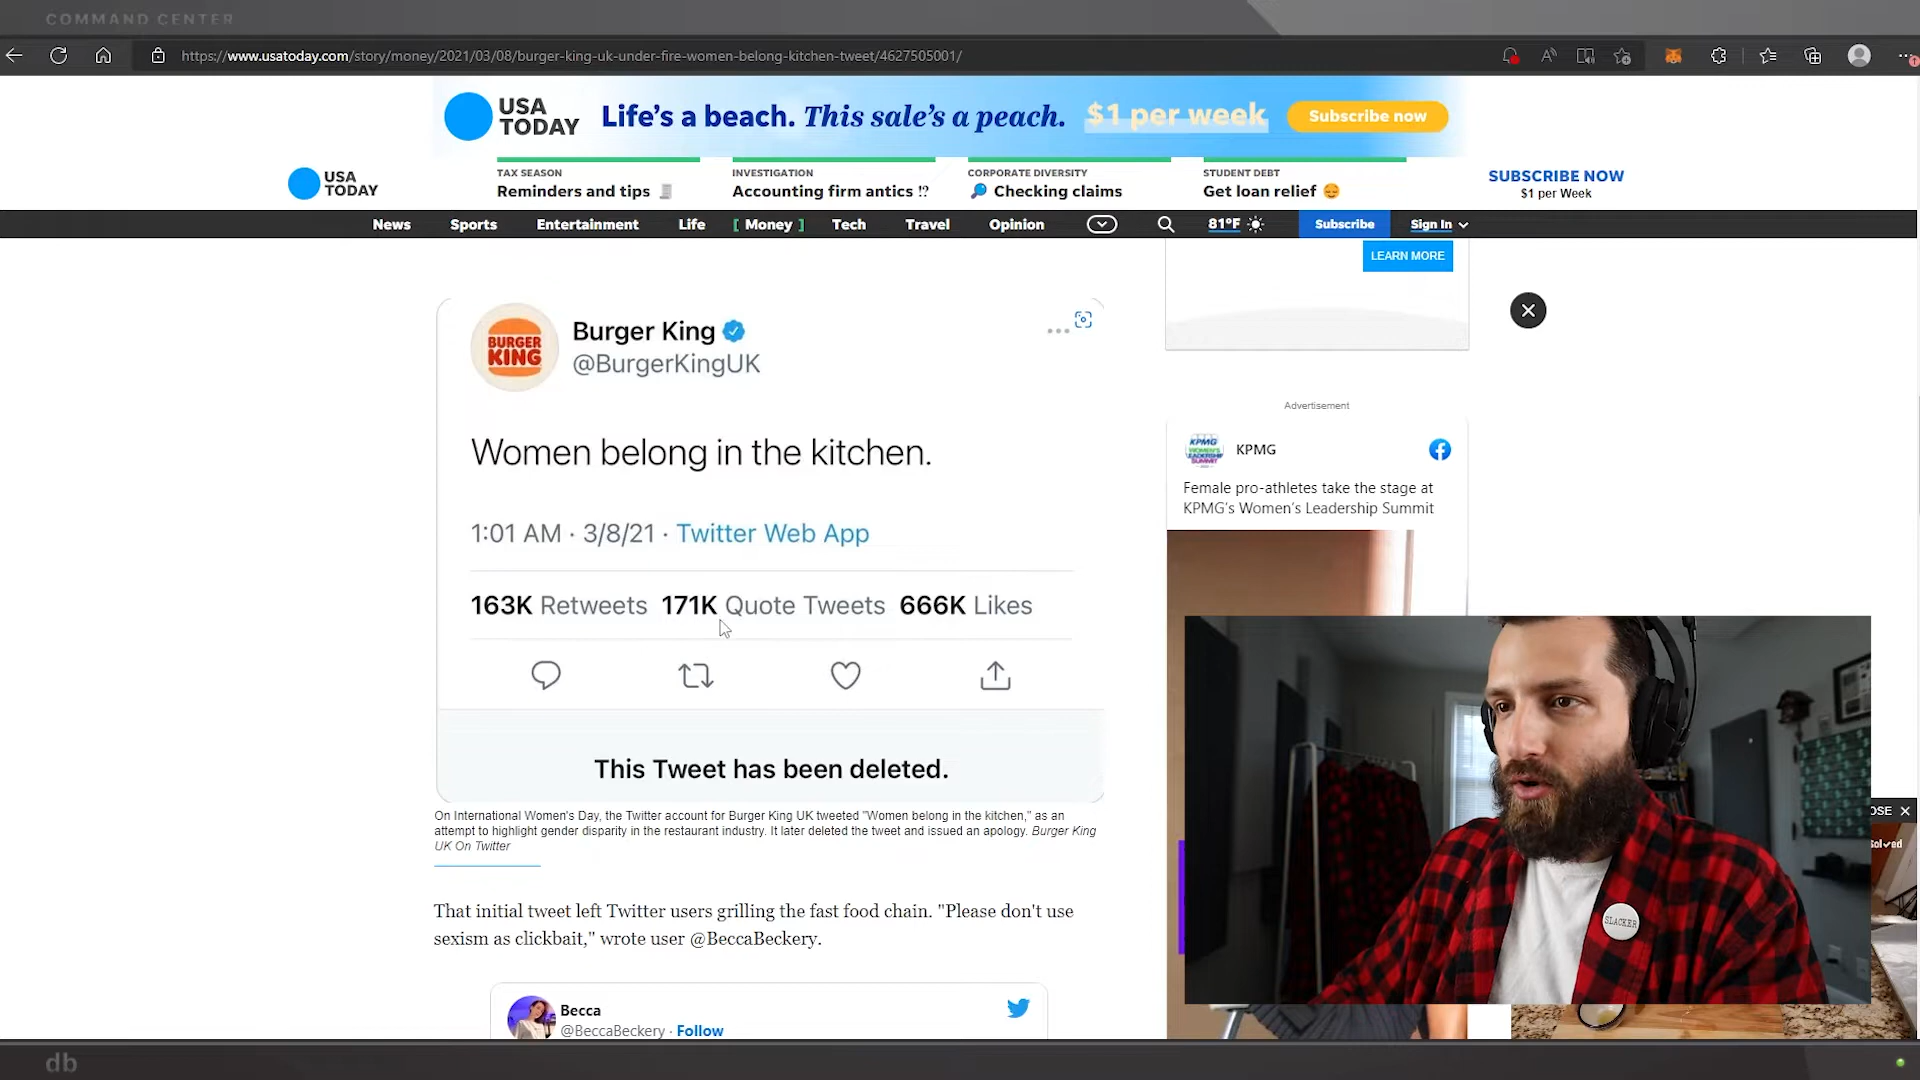 COMMAND CENTER
https://www.usatoday.com/story/money/2021/03/08/burger-king-uk-under-fire-women-belong-kitchen-tweet/4627505001/
USA TODAY
Life's a beach. This sale's a peach.
$1 per week
Subscribe now
USA TODAY
TAX SEASON
Reminders and tips
INVESTIGATION
Accounting firm antics ⁉
CORPORATE DIVERSITY
Checking claims
STUDENT DEBT
Get loan relief
SUBSCRIBE NOW
$1 per Week
News Sports Entertainment Life [ Money ] Tech Travel Opinion 81°F Subscribe Sign In
LEARN MORE
BURGER KING
Burger King
@BurgerKingUK
Women belong in the kitchen.
1:01 AM · 3/8/21 · Twitter Web App
163K Retweets 171K Quote Tweets 666K Likes
This Tweet has been deleted.
On International Women's Day, the Twitter account for Burger King UK tweeted "Women belong in the kitchen," as an
attempt to highlight gender disparity in the restaurant industry. It later deleted the tweet and issued an apology. Burger King
UK On Twitter
That initial tweet left Twitter users grilling the fast food chain. "Please don't use
sexism as clickbait," wrote user @BeccaBeckery.
Becca
@BeccaBeckery · Follow
Advertisement
KPMG WOMEN'S LEADERSHIP SUMMIT
KPMG
Female pro-athletes take the stage at
KPMG's Women's Leadership Summit
OSE
SLACKER
db